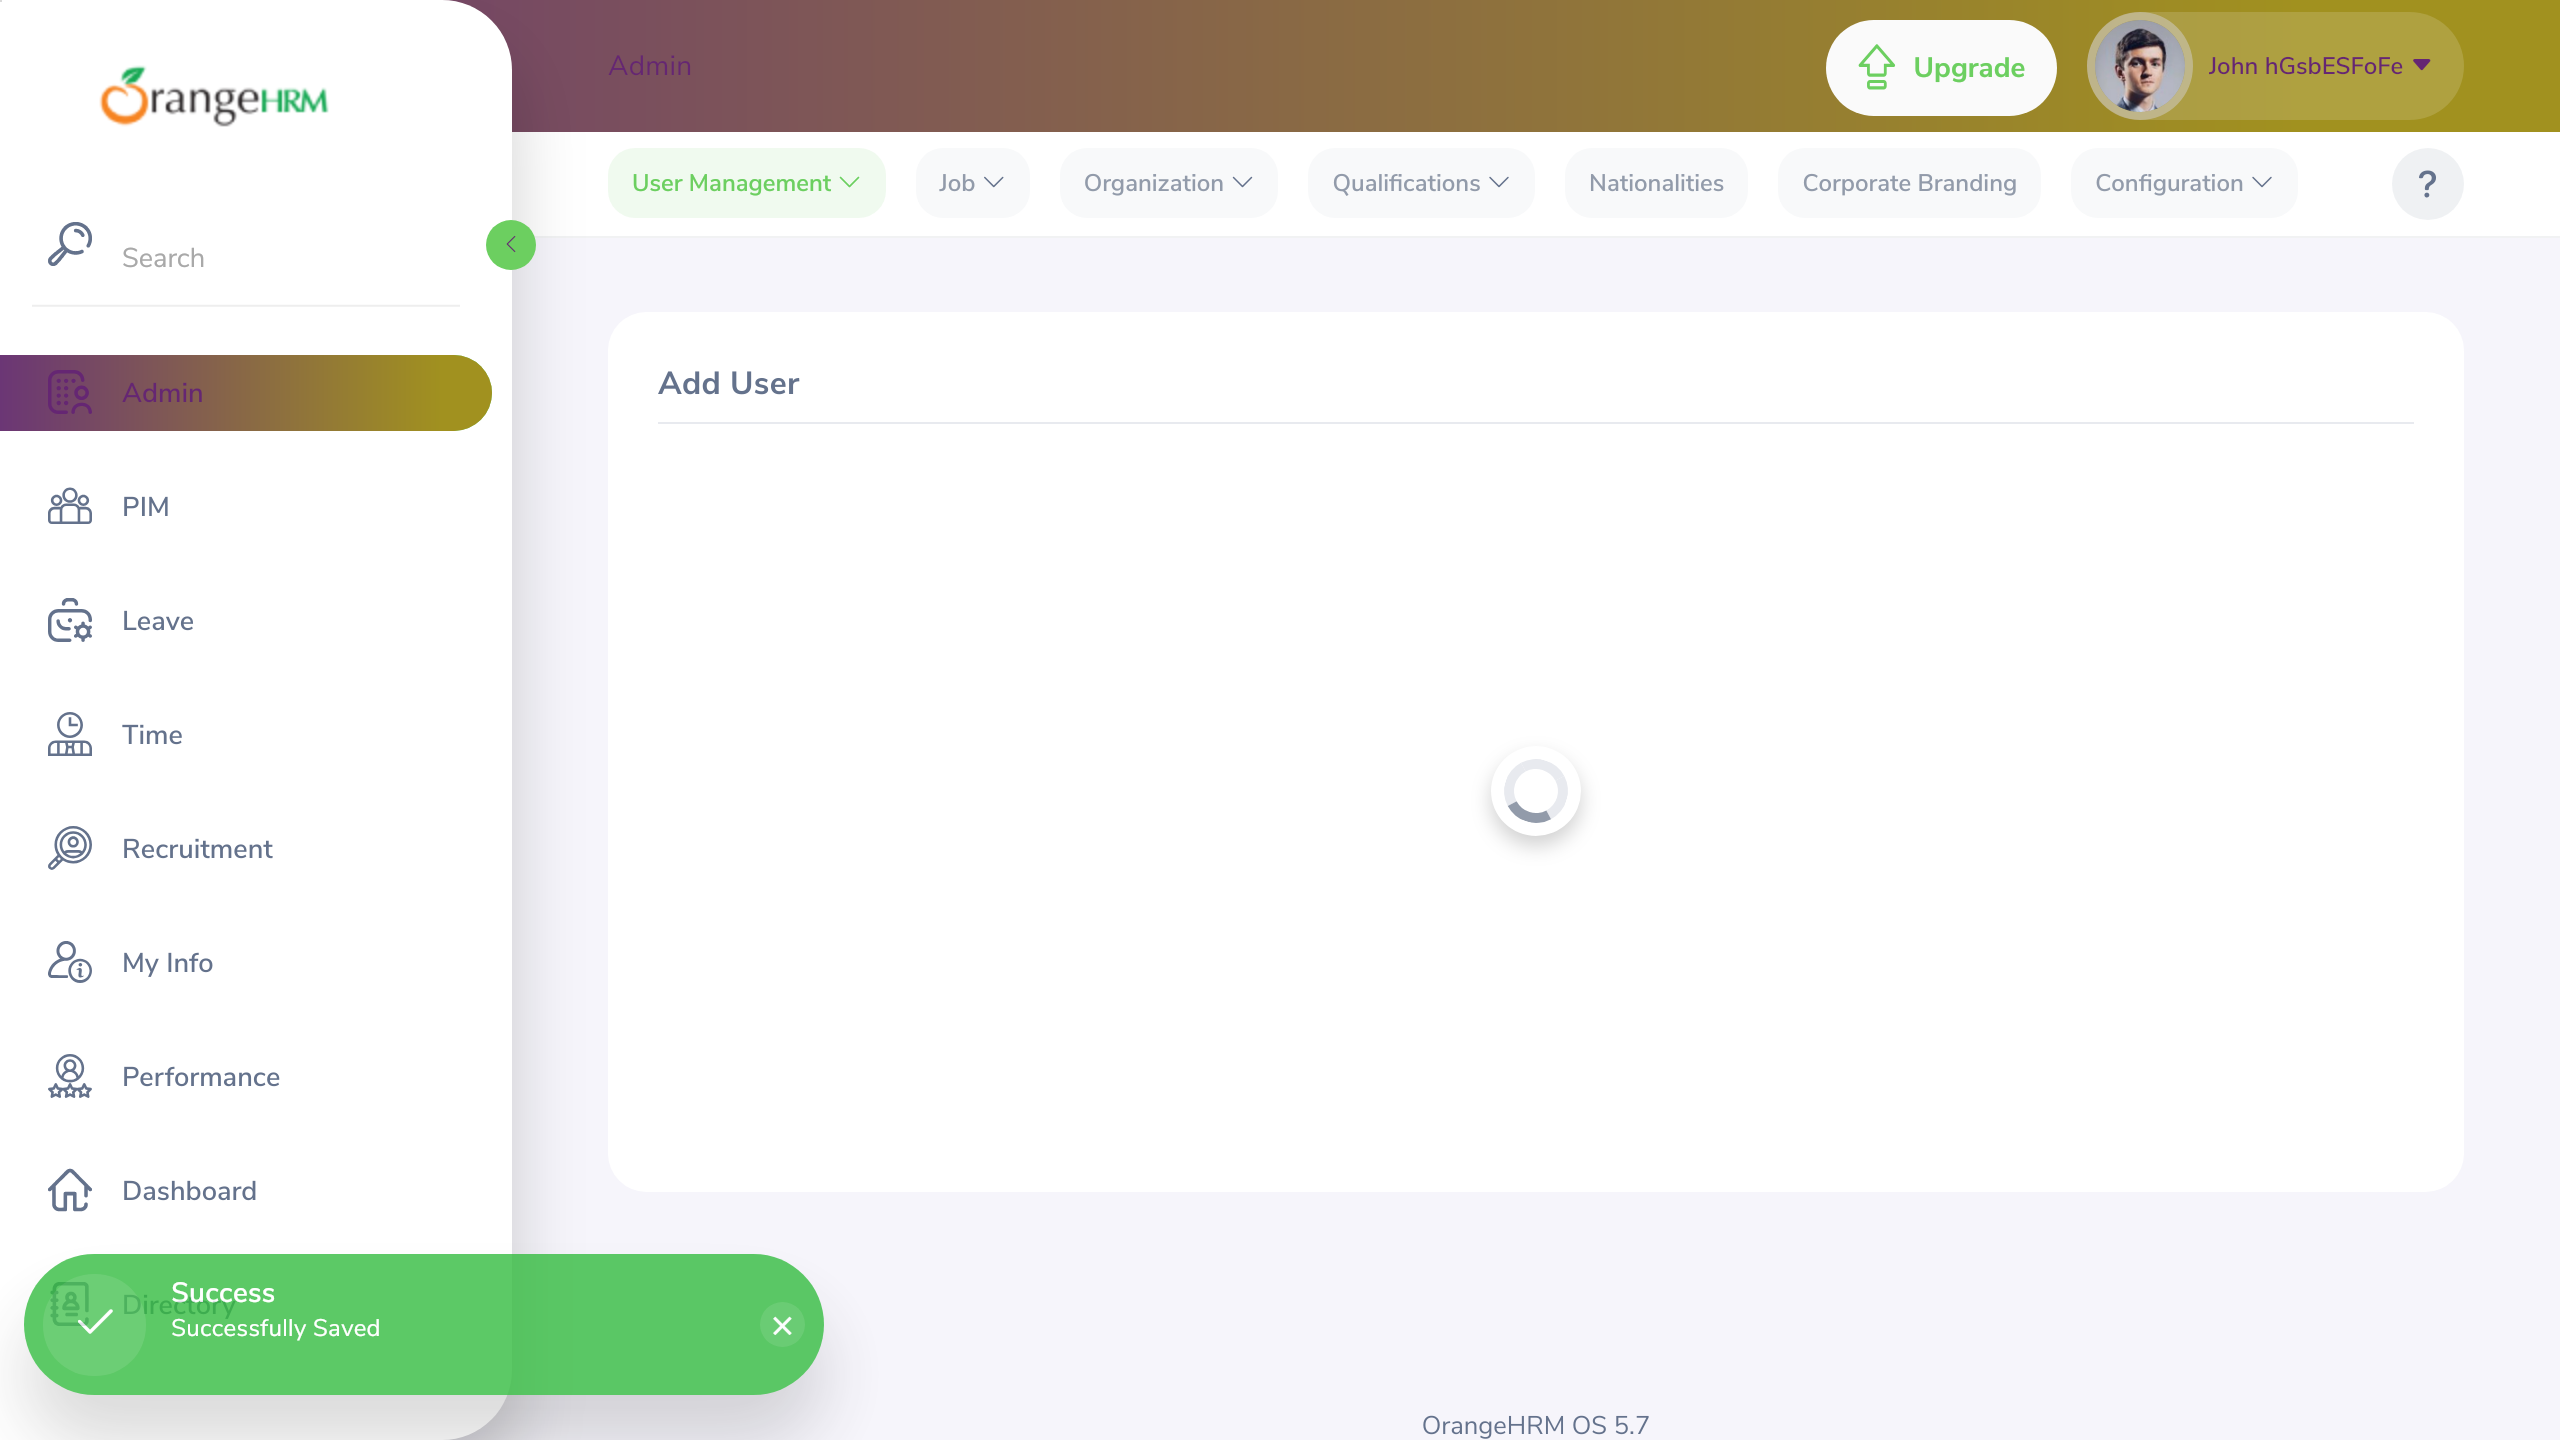 OrangeHRM
Admin
Upgrade
John hGsbESFoFe
User Management
Job
Organization
Qualifications
Nationalities
Corporate Branding
Configuration
?
Search
Admin
PIM
Leave
Time
Recruitment
My Info
Performance
Dashboard
Directory
Add User
Success
Successfully Saved
OrangeHRM OS 5.7